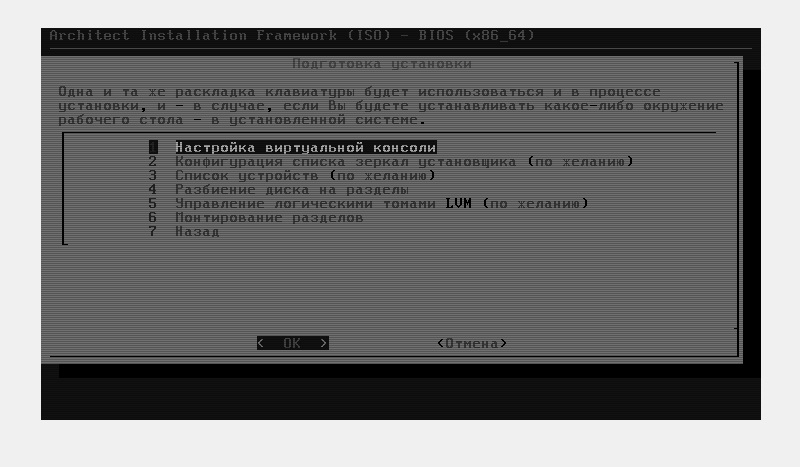 Architect Installation Framework (ISO) - BIOS (x86_64)
Подготовка установки
Одна и та же раскладка клавиатуры будет использоваться и в процессе
установки, и - в случае, если Вы будете устанавливать какое-либо окружение
рабочего стола - в установленной системе.
1 Настройка виртуальной консоли
2 Конфигурация списка зеркал установщика (по желанию)
3 Список устройств (по желанию)
4 Разбиение диска на разделы
5 Управление логическими томами LVM (по желанию)
6 Монтирование разделов
7 Назад
< OK > <Отмена>